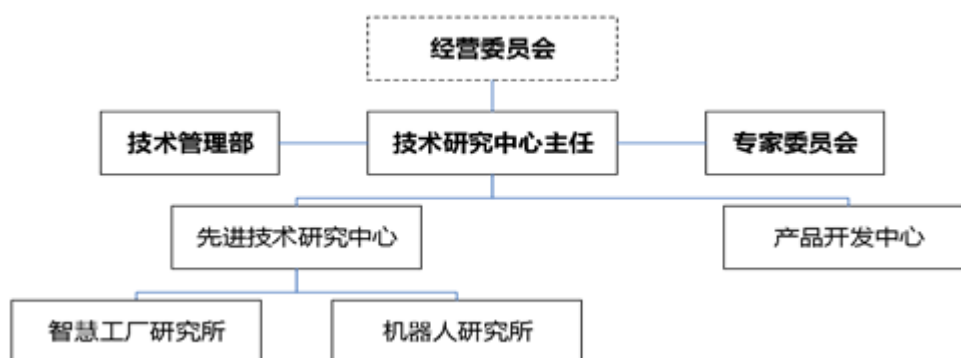 经营委员会
技术管理部
技术研究中心主任
专家委员会
先进技术研究中心
产品开发中心
智慧工厂研究所
机器人研究所